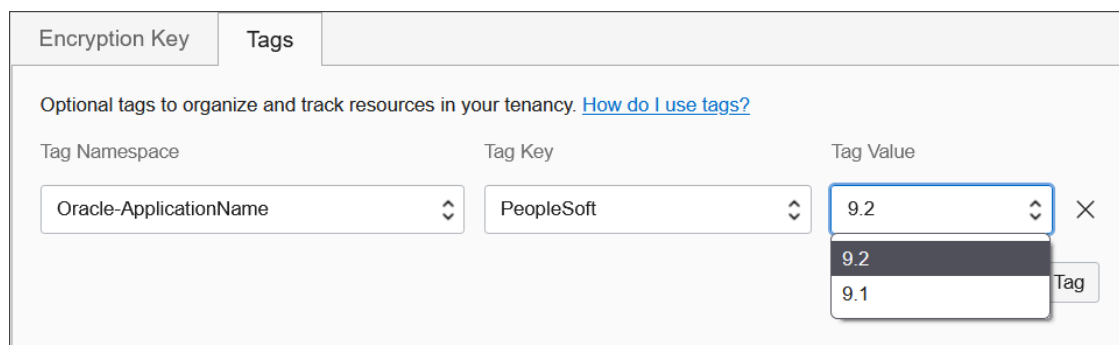 Encryption Key
Tags
Optional tags to organize and track resources in your tenancy. How do I use tags?
Tag Namespace
Tag Key
Tag Value
Oracle-ApplicationName
PeopleSoft
9.2
9.2
9.1
Tag